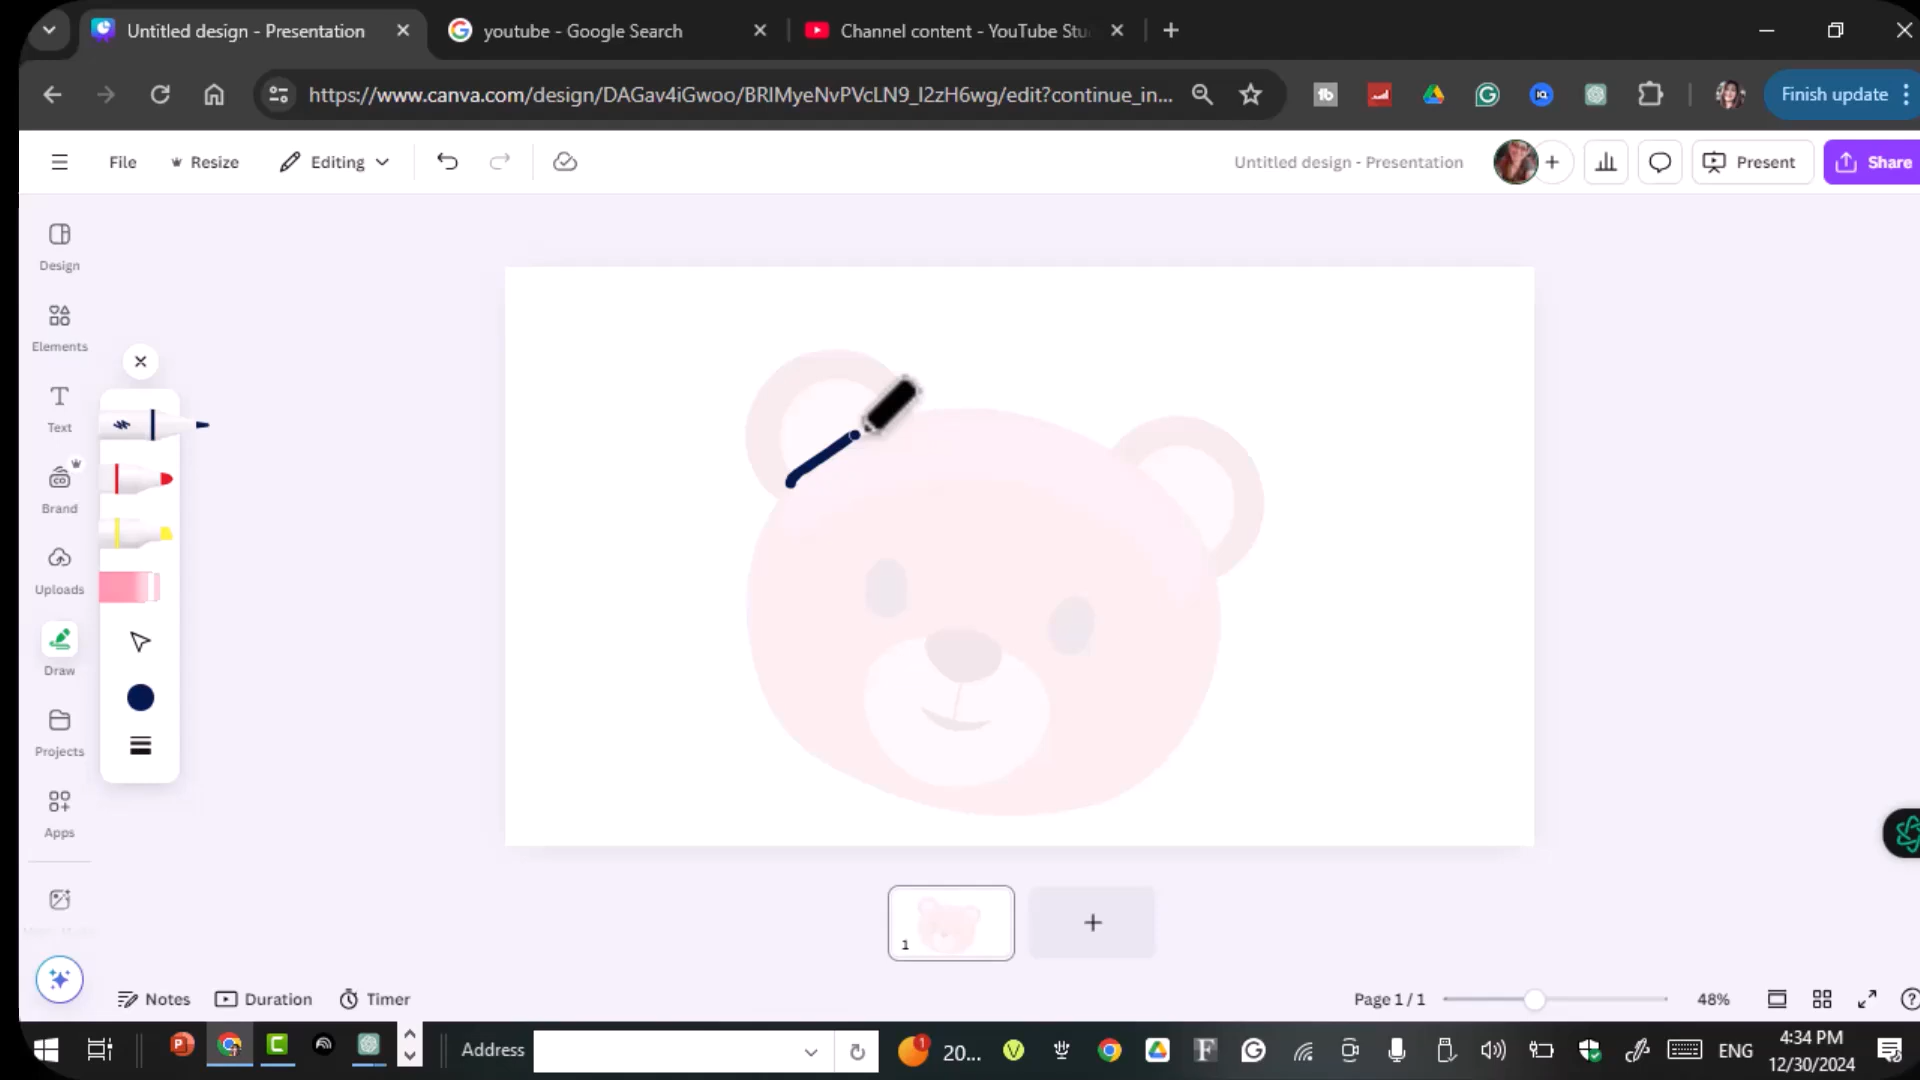 Untitled design - Presentation
youtube - Google Search
Channel content - YouTube Stu
https://www.canva.com/design/DAGav4iGwoo/BRlMyeNvPVcLN9_I2zH6wg/edit?continue_in...
Finish update
File
Resize
Editing
Untitled design - Presentation
Present
Share
Design
Elements
Text
Brand
Uploads
Draw
Projects
Apps
1
Notes
Duration
Timer
Page 1 / 1
48%
Address
20...
ENG
4:34 PM
12/30/2024